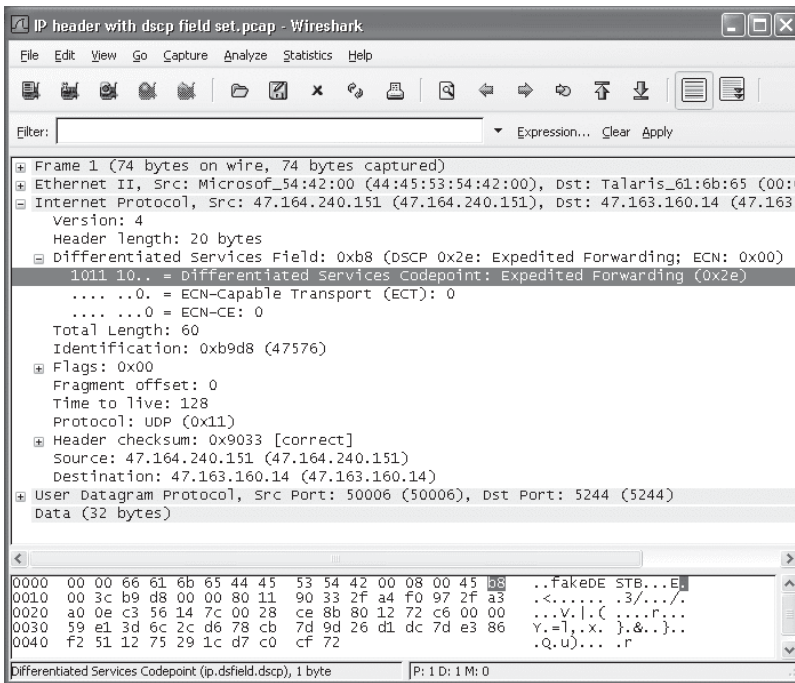 IP header with dscp field set.pcap - Wireshark
File Edit View Go Capture Analyze Statistics Help
Filter: Expression... Clear Apply
Frame 1 (74 bytes on wire, 74 bytes captured)
Ethernet II, Src: Microsof_54:42:00 (44:45:53:54:42:00), Dst: Talaris_61:6b:65 (00:
Internet Protocol, Src: 47.164.240.151 (47.164.240.151), Dst: 47.163.160.14 (47.163
Version: 4
Header length: 20 bytes
Differentiated Services Field: 0xb8 (DSCP 0x2e: Expedited Forwarding; ECN: 0x00)
1011 10.. = Differentiated Services Codepoint: Expedited Forwarding (0x2e)
.... ..0. = ECN-Capable Transport (ECT): 0
.... ...0 = ECN-CE: 0
Total Length: 60
Identification: 0xb9d8 (47576)
Flags: 0x00
Fragment offset: 0
Time to live: 128
Protocol: UDP (0x11)
Header checksum: 0x9033 [correct]
Source: 47.164.240.151 (47.164.240.151)
Destination: 47.163.160.14 (47.163.160.14)
User Datagram Protocol, Src Port: 50006 (50006), Dst Port: 5244 (5244)
Data (32 bytes)
0000 00 00 66 61 6b 65 44 45 53 54 42 00 08 00 45 b8 ..fakeDE STB...E.
0010 00 3c b9 d8 00 00 80 11 90 33 2f a4 f0 97 2f a3 .<...... .3/.../.
0020 a0 0e c3 56 14 7c 00 28 ce 8b 80 12 72 c6 00 00 ...V.|.( ....r...
0030 59 e1 3d 6c 2c d6 78 cb 7d 9d 26 d1 dc 7d e3 86 Y.=l,.x. }.&..}..
0040 f2 51 12 75 29 1c d7 c0 cf 72 .Q.u)... .r
Differentiated Services Codepoint (ip.dsfield.dscp), 1 byte P: 1 D: 1 M: 0